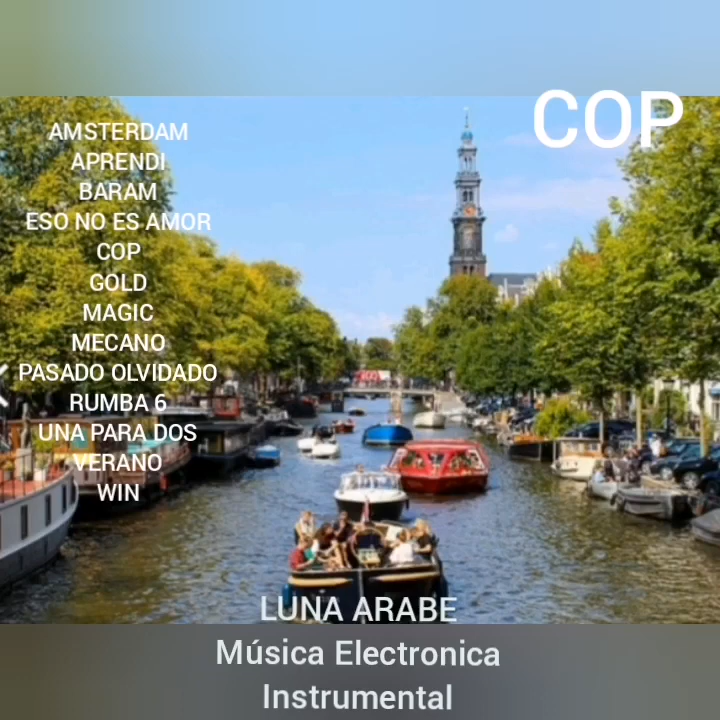 COP
AMSTERDAM
APRENDI
BARAM
ESO NO ES AMOR
COP
GOLD
MAGIC
MECANO
PASADO OLVIDADO
RUMBA 6
UNA PARA DOS
VERANO
WIN
LUNA ARABE
Música Electronica
Instrumental